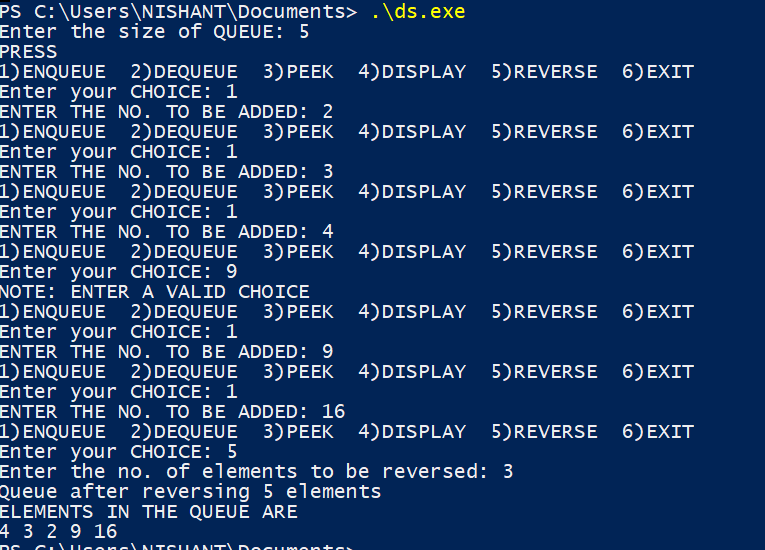 PS C:\Users\NISHANT\Documents> .\ds.exe
Enter the size of QUEUE: 5
PRESS
1)ENQUEUE  2)DEQUEUE  3)PEEK  4)DISPLAY  5)REVERSE  6)EXIT
Enter your CHOICE: 1
ENTER THE NO. TO BE ADDED: 2
1)ENQUEUE  2)DEQUEUE  3)PEEK  4)DISPLAY  5)REVERSE  6)EXIT
Enter your CHOICE: 1
ENTER THE NO. TO BE ADDED: 3
1)ENQUEUE  2)DEQUEUE  3)PEEK  4)DISPLAY  5)REVERSE  6)EXIT
Enter your CHOICE: 1
ENTER THE NO. TO BE ADDED: 4
1)ENQUEUE  2)DEQUEUE  3)PEEK  4)DISPLAY  5)REVERSE  6)EXIT
Enter your CHOICE: 9
NOTE: ENTER A VALID CHOICE
1)ENQUEUE  2)DEQUEUE  3)PEEK  4)DISPLAY  5)REVERSE  6)EXIT
Enter your CHOICE: 1
ENTER THE NO. TO BE ADDED: 9
1)ENQUEUE  2)DEQUEUE  3)PEEK  4)DISPLAY  5)REVERSE  6)EXIT
Enter your CHOICE: 1
ENTER THE NO. TO BE ADDED: 16
1)ENQUEUE  2)DEQUEUE  3)PEEK  4)DISPLAY  5)REVERSE  6)EXIT
Enter your CHOICE: 5
Enter the no. of elements to be reversed: 3
Queue after reversing 5 elements
ELEMENTS IN THE QUEUE ARE
4 3 2 9 16
PS C:\Users\NISHANT\Documents>